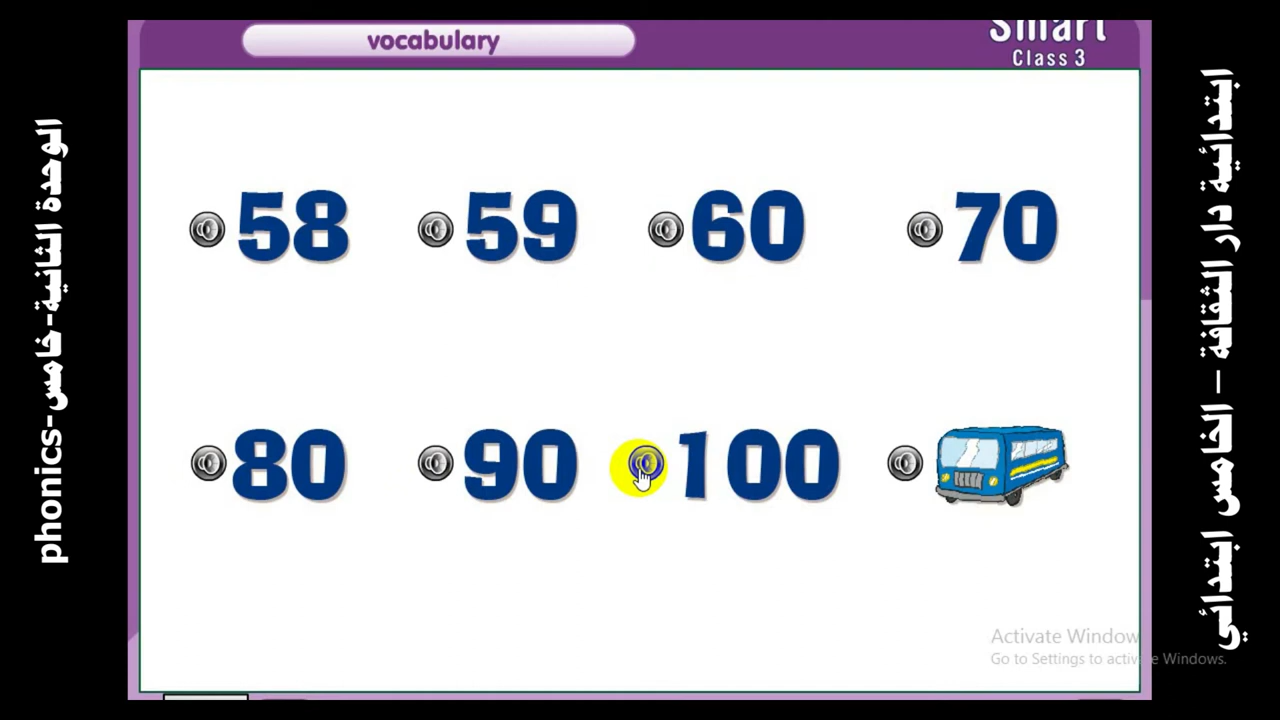 vocabulary
Smart
Class 3
58
59
60
70
80
90
100
الوحدة الثانية-خامس-phonics
ابتدائية دار الثقافة – الخامس ابتدائي
Activate Window
Go to Settings to activate Windows.